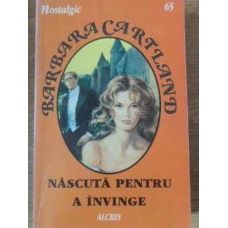 Nostalgic 65
BARBARA CARTLAND
NĂSCUTĂ PENTRU
A ÎNVINGE
ALCRIS